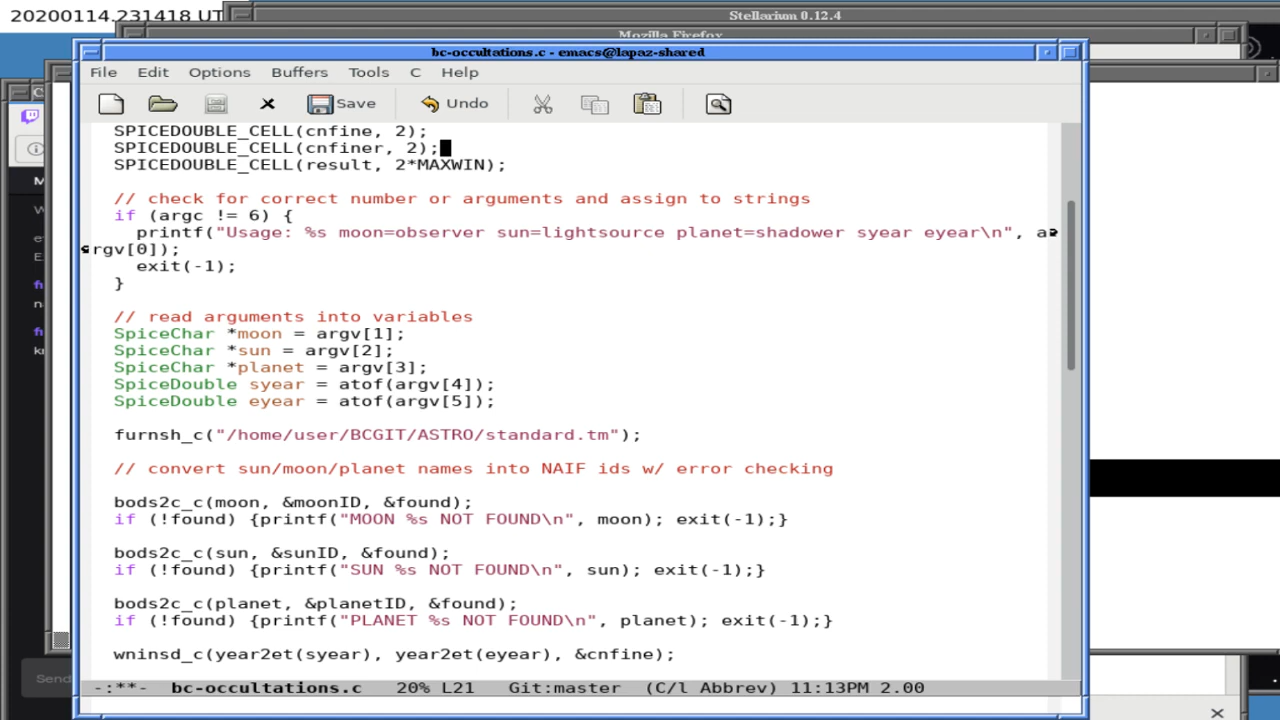 20200114.231418 UT
Stellarium 0.12.4
Mozilla Firefox
bc-occultations.c - emacs@lapaz-shared
File Edit Options Buffers Tools C Help
Save Undo
SPICEDOUBLE_CELL(cnfine, 2);
SPICEDOUBLE_CELL(cnfiner, 2);
SPICEDOUBLE_CELL(result, 2*MAXWIN);
// check for correct number or arguments and assign to strings
if (argc != 6) {
printf("Usage: %s moon=observer sun=lightsource planet=shadower syear eyear\n", a
rgv[0]);
exit(-1);
}
// read arguments into variables
SpiceChar *moon = argv[1];
SpiceChar *sun = argv[2];
SpiceChar *planet = argv[3];
SpiceDouble syear = atof(argv[4]);
SpiceDouble eyear = atof(argv[5]);
furnsh_c("/home/user/BCGIT/ASTRO/standard.tm");
// convert sun/moon/planet names into NAIF ids w/ error checking
bods2c_c(moon, &moonID, &found);
if (!found) {printf("MOON %s NOT FOUND\n", moon); exit(-1);}
bods2c_c(sun, &sunID, &found);
if (!found) {printf("SUN %s NOT FOUND\n", sun); exit(-1);}
bods2c_c(planet, &planetID, &found);
if (!found) {printf("PLANET %s NOT FOUND\n", planet); exit(-1);}
wninsd_c(year2et(syear), year2et(eyear), &cnfine);
Send
-:**- bc-occultations.c 20% L21 Git:master (C/l Abbrev) 11:13PM 2.00